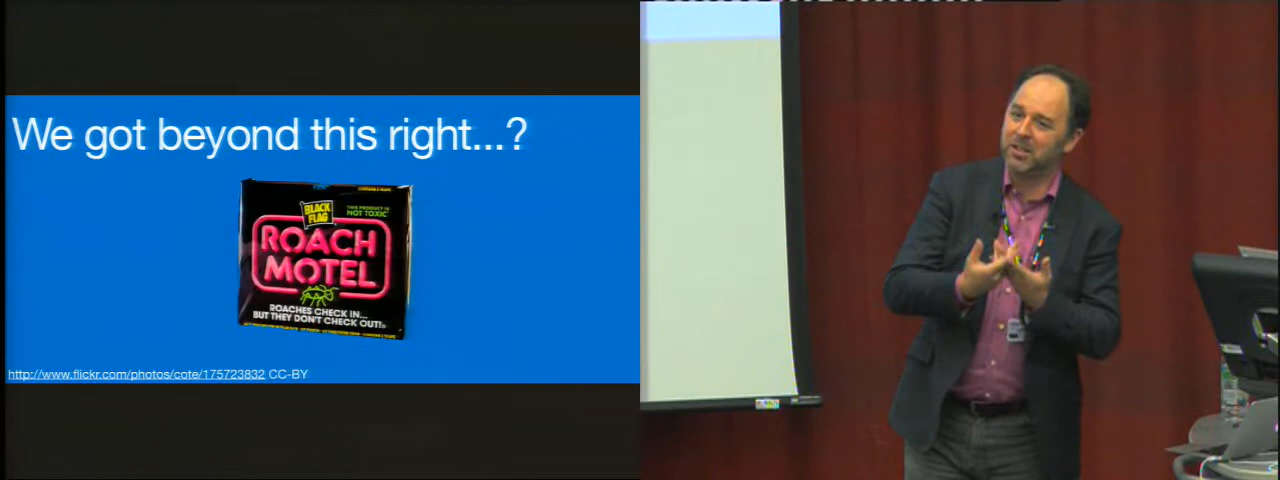 We got beyond this right...?
BLACK
FLAG
THIS PRODUCT IS
NOT TOXIC
ROACH
MOTEL
ROACHES CHECK IN...
BUT THEY DON'T CHECK OUT!®
http://www.flickr.com/photos/cote/175723832 CC-BY